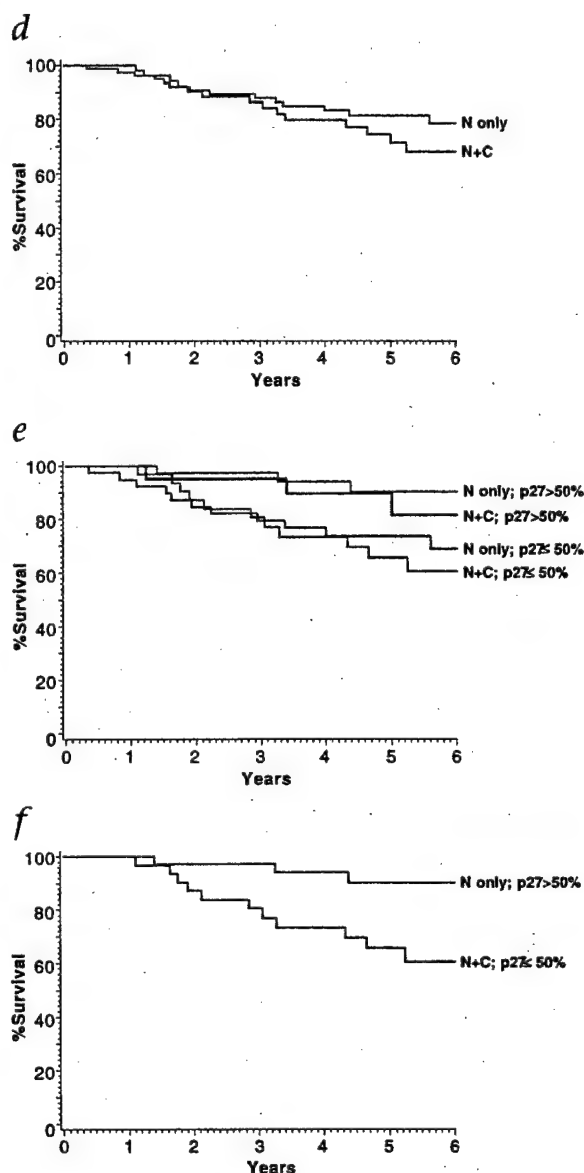 d
100
80
60
40
20
0
%Survival
N only
N+C
0 1 2 3 4 5 6
Years
e
100
80
60
40
20
0
%Survival
N only; p27>50%
N+C; p27>50%
N only; p27≤ 50%
N+C; p27≤ 50%
0 1 2 3 4 5 6
Years
f
100
80
60
40
20
0
%Survival
N only; p27>50%
N+C; p27≤ 50%
0 1 2 3 4 5 6
Years